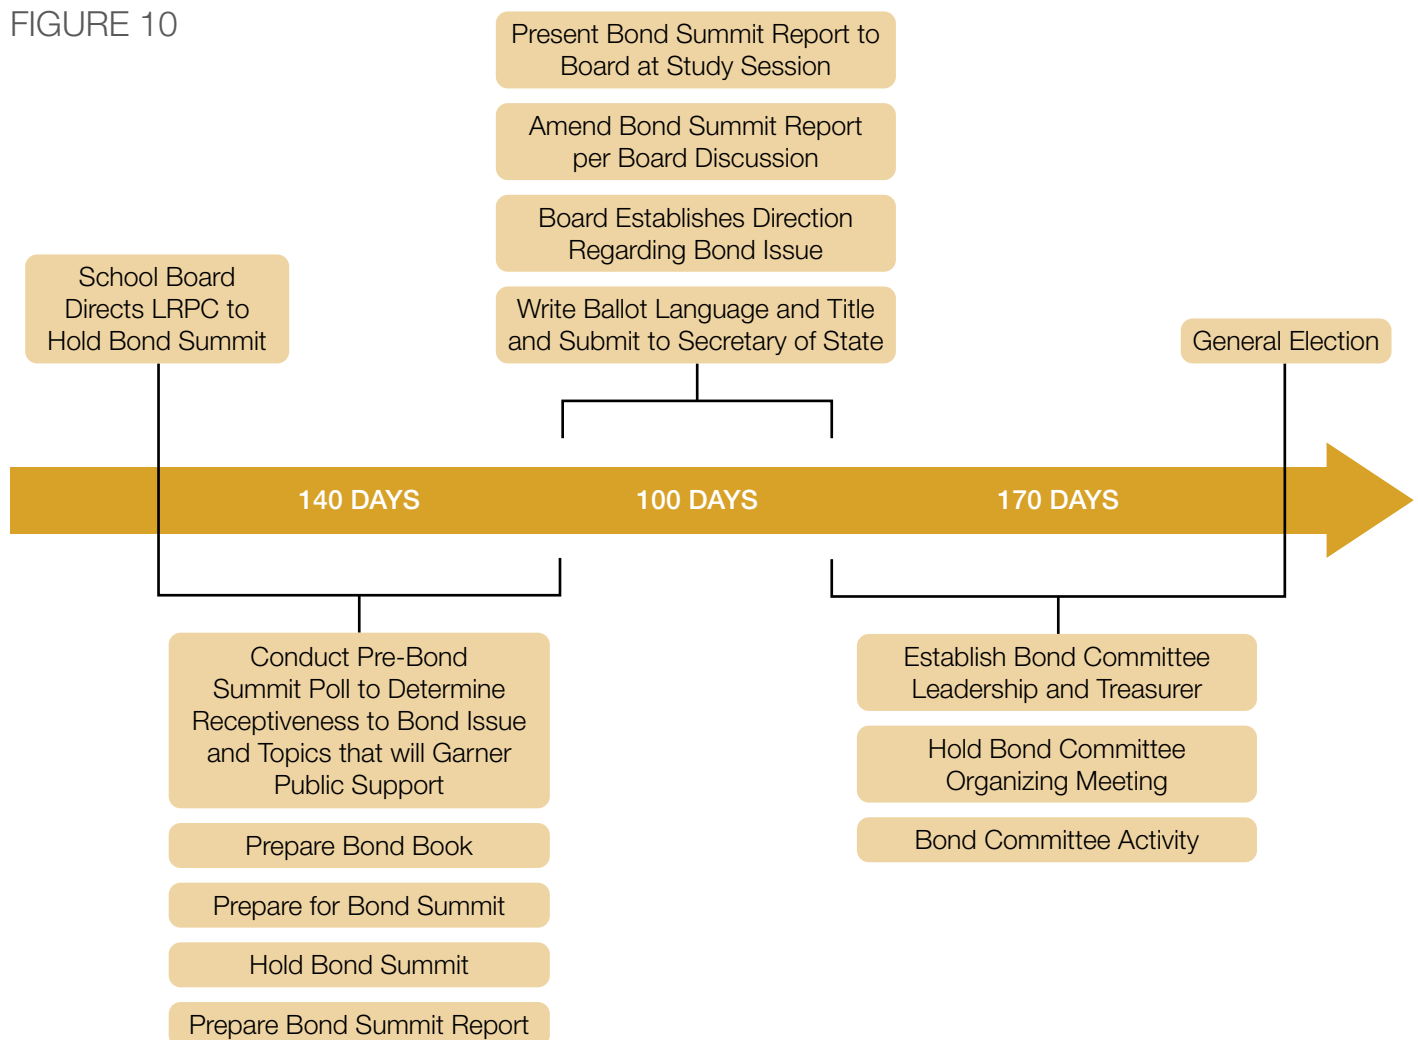 FIGURE 10
Present Bond Summit Report to
Board at Study Session
Amend Bond Summit Report
per Board Discussion
Board Establishes Direction
Regarding Bond Issue
Write Ballot Language and Title
and Submit to Secretary of State
School Board
Directs LRPC to
Hold Bond Summit
General Election
140 DAYS
100 DAYS
170 DAYS
Conduct Pre-Bond
Summit Poll to Determine
Receptiveness to Bond Issue
and Topics that will Garner
Public Support
Prepare Bond Book
Prepare for Bond Summit
Hold Bond Summit
Prepare Bond Summit Report
Establish Bond Committee
Leadership and Treasurer
Hold Bond Committee
Organizing Meeting
Bond Committee Activity